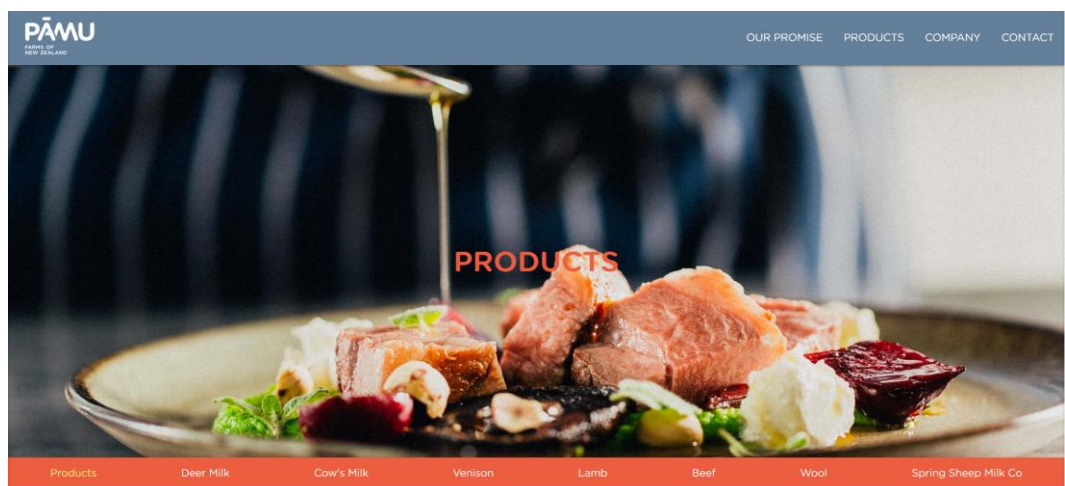 PĀMU
FARMS OF
NEW ZEALAND
OUR PROMISE PRODUCTS COMPANY CONTACT
PRODUCTS
Products Deer Milk Cow's Milk Venison Lamb Beef Wool Spring Sheep Milk Co